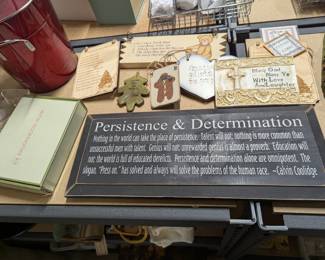 May God
Bless You
With Love
And Laughter
Persistence & Determination
Nothing in the world can take the place of persistence. Talent will not; nothing is more common than
unsuccessful men with talent. Genius will not; unrewarded genius is almost a proverb. Education will
not; the world is full of educated derelicts. Persistence and determination alone are omnipotent. The
slogan, "Press on," has solved and always will solve the problems of the human race. ~Calvin Coolidge